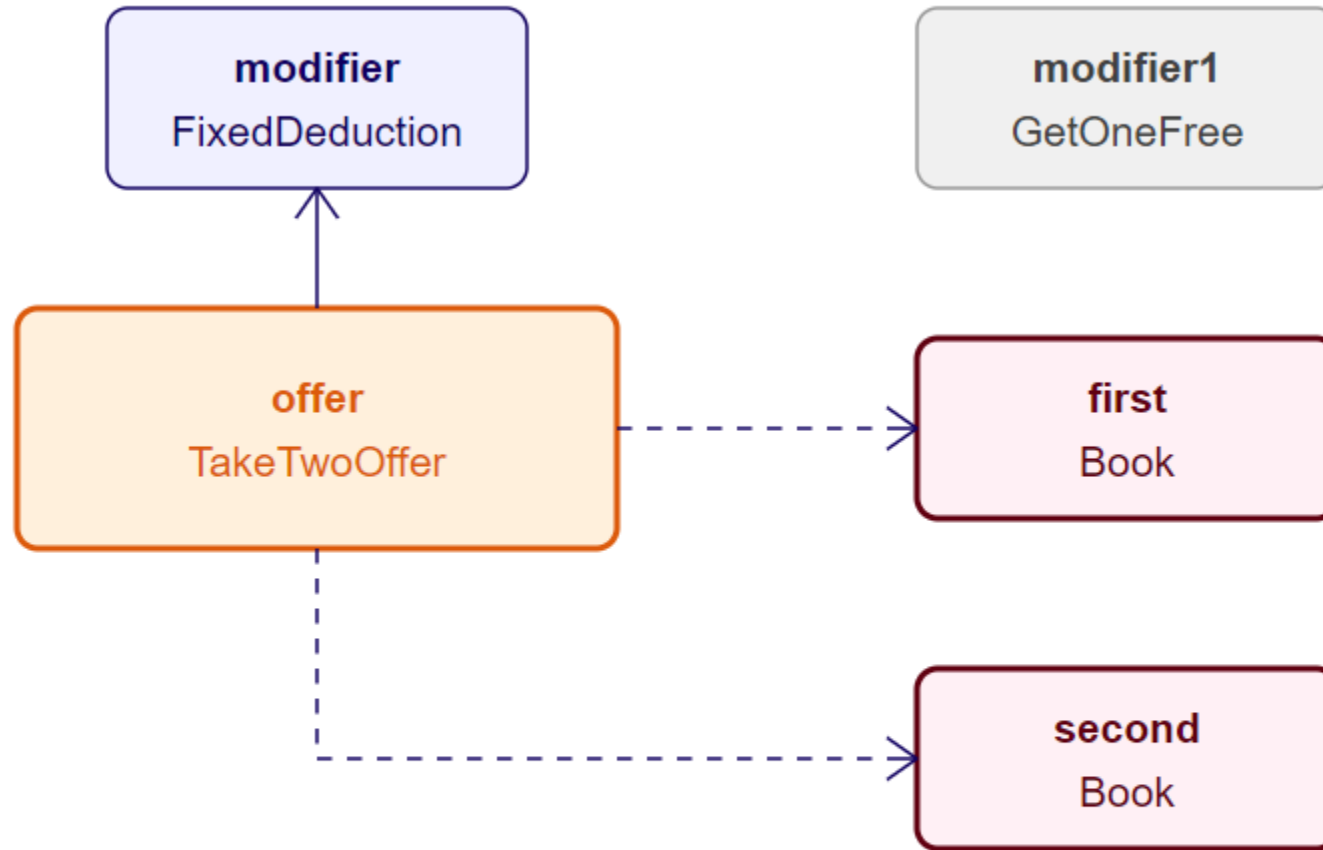 modifier
FixedDeduction
modifier1
GetOneFree
offer
TakeTwoOffer
first
Book
second
Book